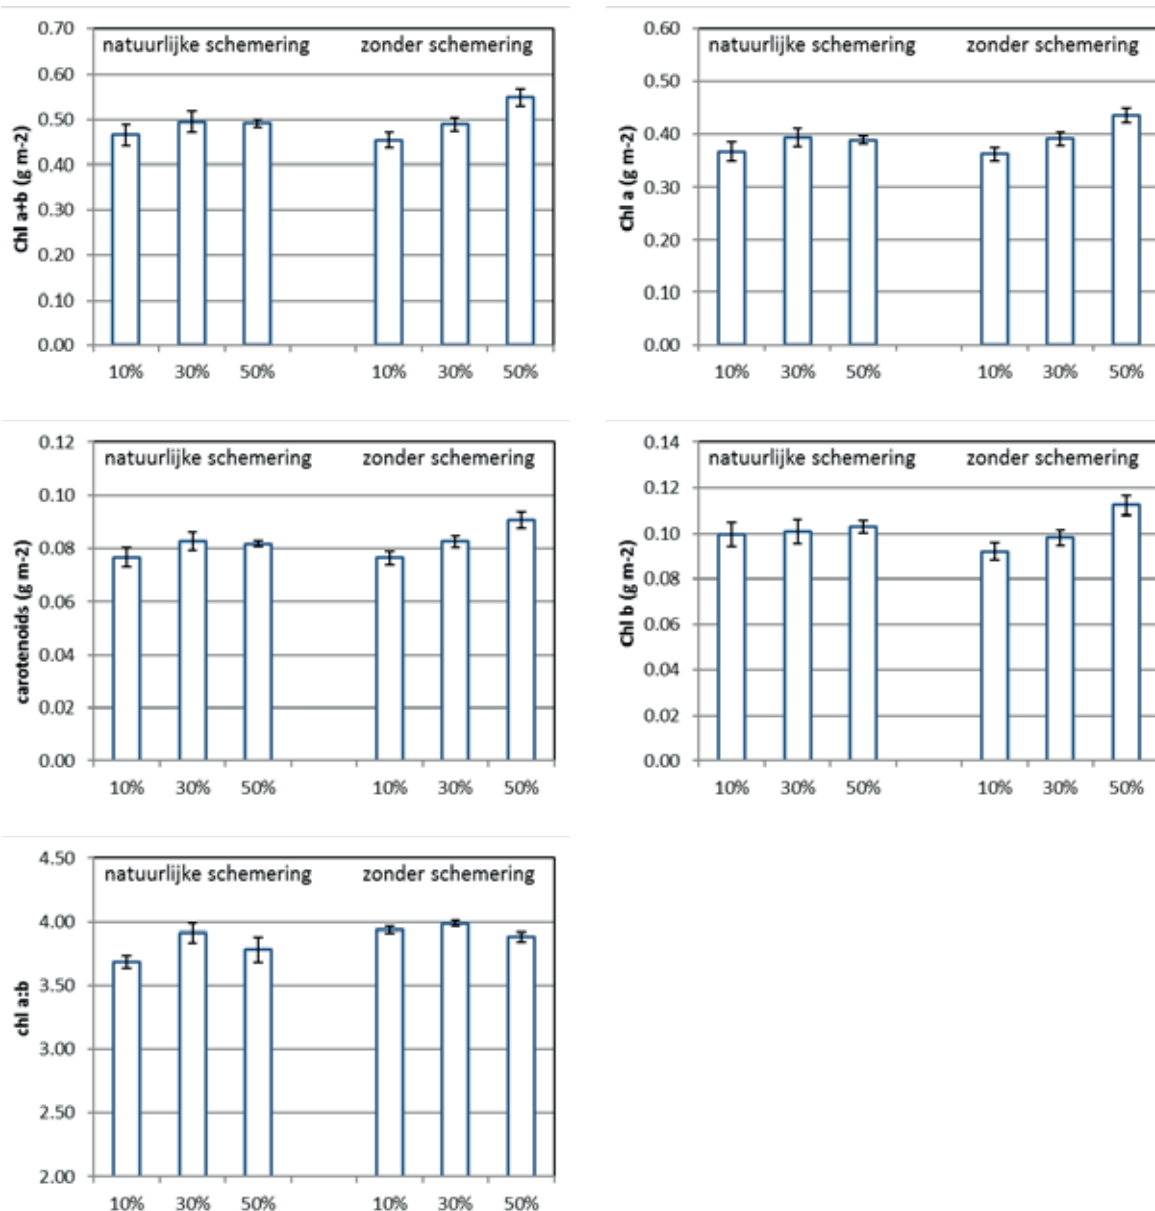 0.70
natuurlijke schemering zonder schemering
0.60
0.50
0.40
0.30
0.20
0.10
0.00
Chl a+b (g m-2)
10% 30% 50% 10% 30% 50%
0.60
natuurlijke schemering zonder schemering
0.50
0.40
0.30
0.20
0.10
0.00
Chl a (g m-2)
10% 30% 50% 10% 30% 50%
0.12
natuurlijke schemering zonder schemering
0.10
0.08
0.06
0.04
0.02
0.00
carotenoids (g m-2)
10% 30% 50% 10% 30% 50%
0.14
natuurlijke schemering zonder schemering
0.12
0.10
0.08
0.06
0.04
0.02
0.00
Chl b (g m-2)
10% 30% 50% 10% 30% 50%
4.50
natuurlijke schemering zonder schemering
4.00
3.50
3.00
2.50
2.00
chl a:b
10% 30% 50% 10% 30% 50%